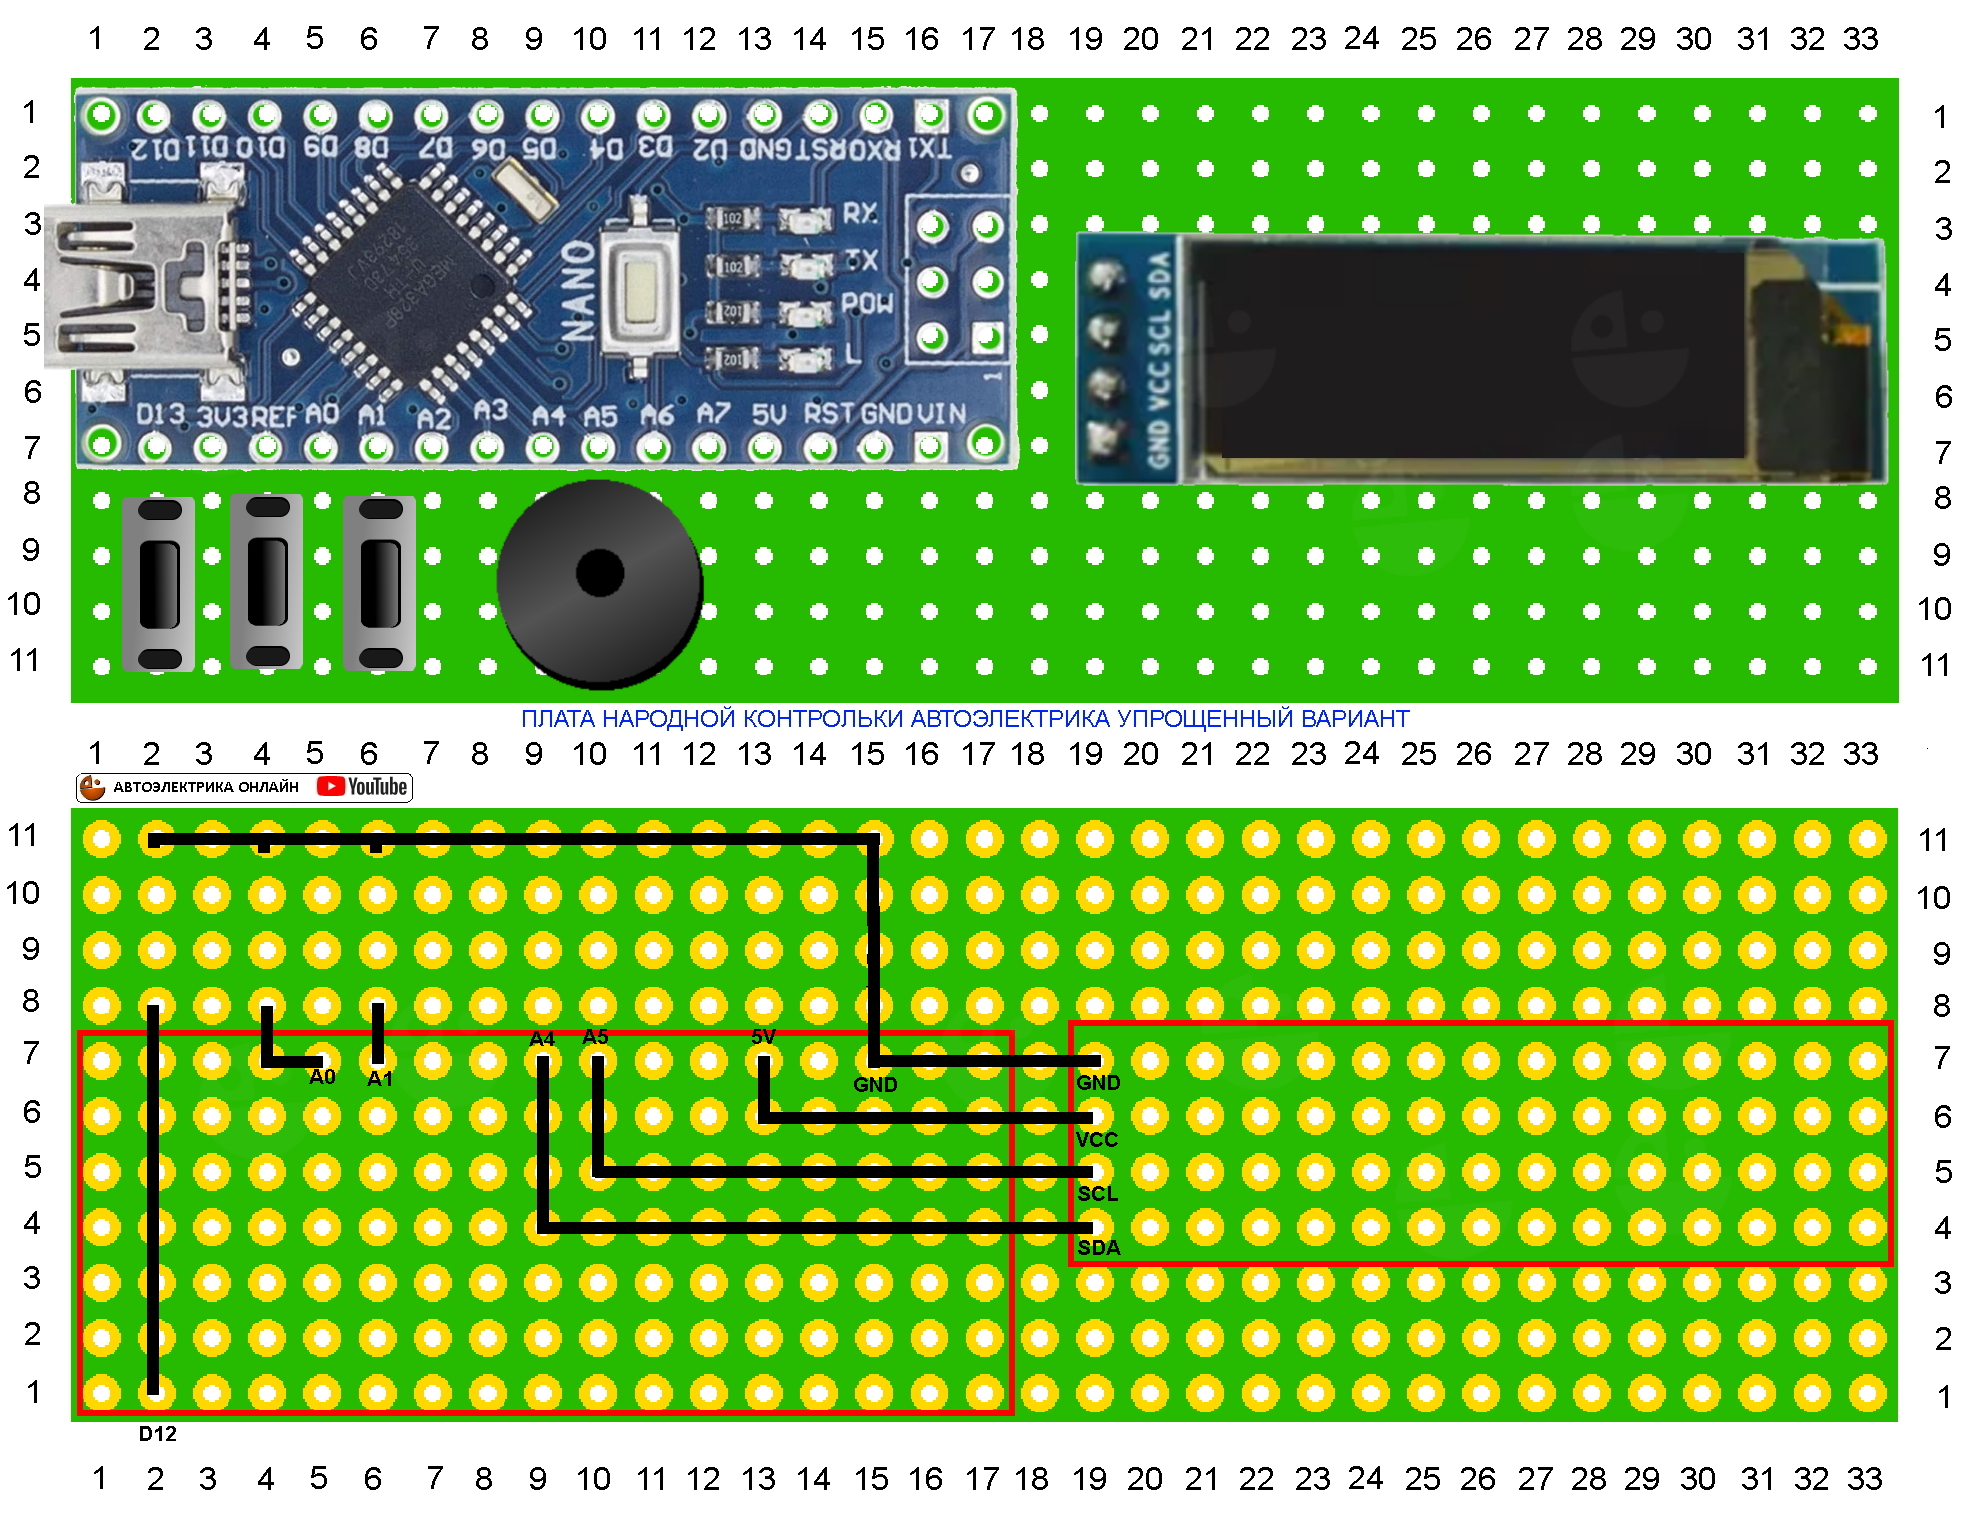 1 2 3 4 5 6 7 8 9 10 11 12 13 14 15 16 17 18 19 20 21 22 23 24 25 26 27 28 29 30 31 32 33
1 1
D12 D11 D10 D9 D8 D7 D6 D5 D4 D3 D2 GND RST RX0 TX1
2 2
3 102 RX 3
4 102 TX 4
NANO
MEGA328P
102 POW
5 102 L 5
1
6 6
D13 3V3 REF A0 A1 A2 A3 A4 A5 A6 A7 5V RST GND VIN
7 7
GND VCC SCL SDA
8 8
9 9
10 10
11 11
ПЛАТА НАРОДНОЙ КОНТРОЛЬКИ АВТОЭЛЕКТРИКА УПРОЩЕННЫЙ ВАРИАНТ
1 2 3 4 5 6 7 8 9 10 11 12 13 14 15 16 17 18 19 20 21 22 23 24 25 26 27 28 29 30 31 32 33
АВТОЭЛЕКТРИКА ОНЛАЙН YouTube
11 11
10 10
9 9
8 8
A4 A5 5V
7 7
A0 A1 GND GND
6 6
VCC
5 5
SCL
4 4
SDA
3 3
2 2
1 1
D12
1 2 3 4 5 6 7 8 9 10 11 12 13 14 15 16 17 18 19 20 21 22 23 24 25 26 27 28 29 30 31 32 33